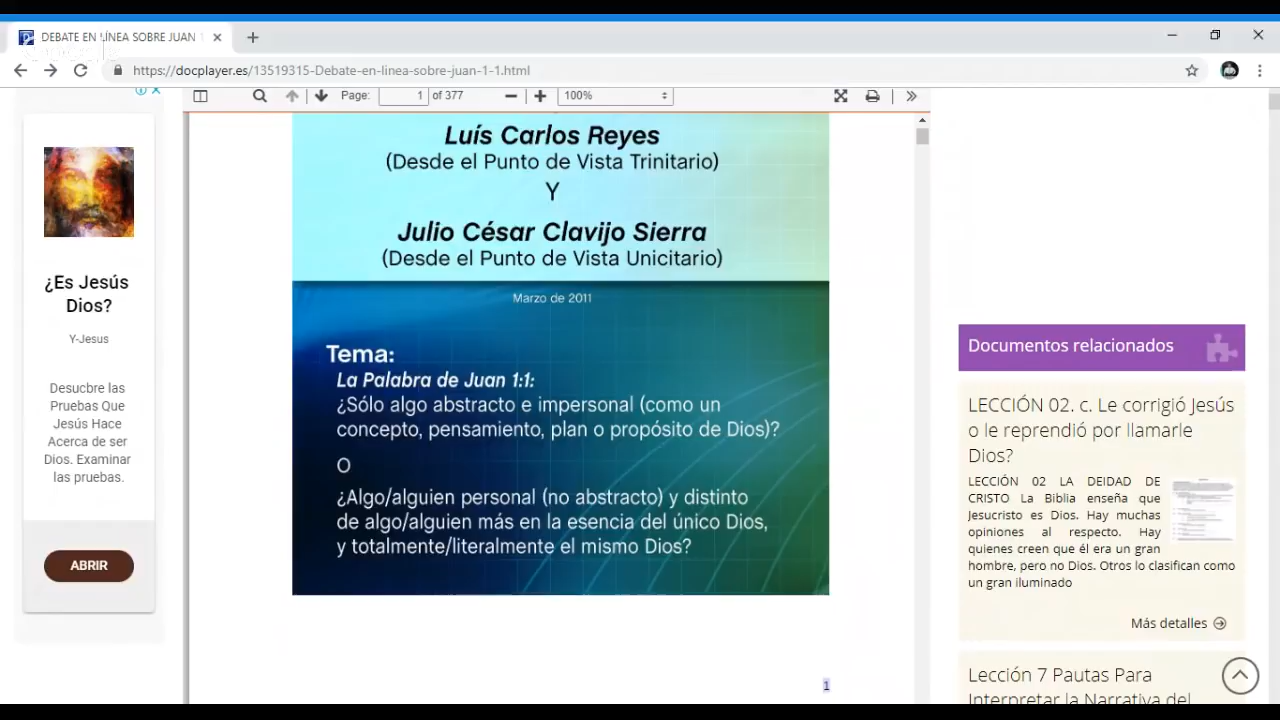 DEBATE EN LÍNEA SOBRE JUAN 1
https://docplayer.es/13519315-Debate-en-linea-sobre-juan-1-1.html
Page: 1 of 377
100%
¿Es Jesús
Dios?
Y-Jesus
Desucbre las
Pruebas Que
Jesús Hace
Acerca de ser
Dios. Examinar
las pruebas.
ABRIR
Luís Carlos Reyes
(Desde el Punto de Vista Trinitario)
Y
Julio César Clavijo Sierra
(Desde el Punto de Vista Unicitario)
Marzo de 2011
Tema:
La Palabra de Juan 1:1:
¿Sólo algo abstracto e impersonal (como un
concepto, pensamiento, plan o propósito de Dios)?
O
¿Algo/alguien personal (no abstracto) y distinto
de algo/alguien más en la esencia del único Dios,
y totalmente/literalmente el mismo Dios?
1
Documentos relacionados
LECCIÓN 02. c. Le corrigió Jesús
o le reprendió por llamarle
Dios?
LECCIÓN 02 LA DEIDAD DE
CRISTO La Biblia enseña que
Jesucristo es Dios. Hay muchas
opiniones al respecto. Hay
quienes creen que él era un gran
hombre, pero no Dios. Otros lo clasifican como
un gran iluminado
Más detalles
Lección 7 Pautas Para
Interpretar la Narrativa del